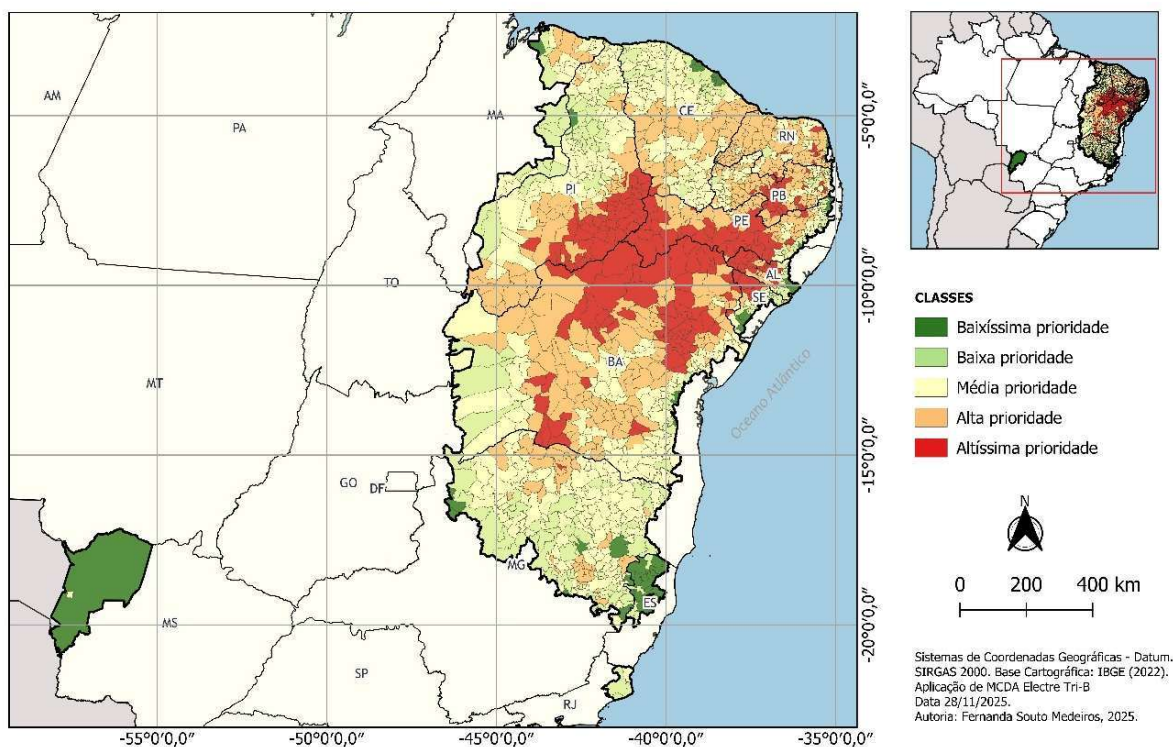 AM
PA
MA
CE
RN
PI
PB
PE
AL
TO
SE
BA
MT
Oceano Atlântico
GO
DF
MG
ES
MS
SP
RJ
-5°0'0,0"
-10°0'0,0"
-15°0'0,0"
-20°0'0,0"
-55°0'0,0"
-50°0'0,0"
-45°0'0,0"
-40°0'0,0"
-35°0'0,0"
CLASSES
Baixíssima prioridade
Baixa prioridade
Média prioridade
Alta prioridade
Altíssima prioridade
N
0 200 400 km
Sistemas de Coordenadas Geográficas - Datum.
SIRGAS 2000. Base Cartográfica: IBGE (2022).
Aplicação de MCDA Electre Tri-B
Data 28/11/2025.
Autoria: Fernanda Souto Medeiros, 2025.